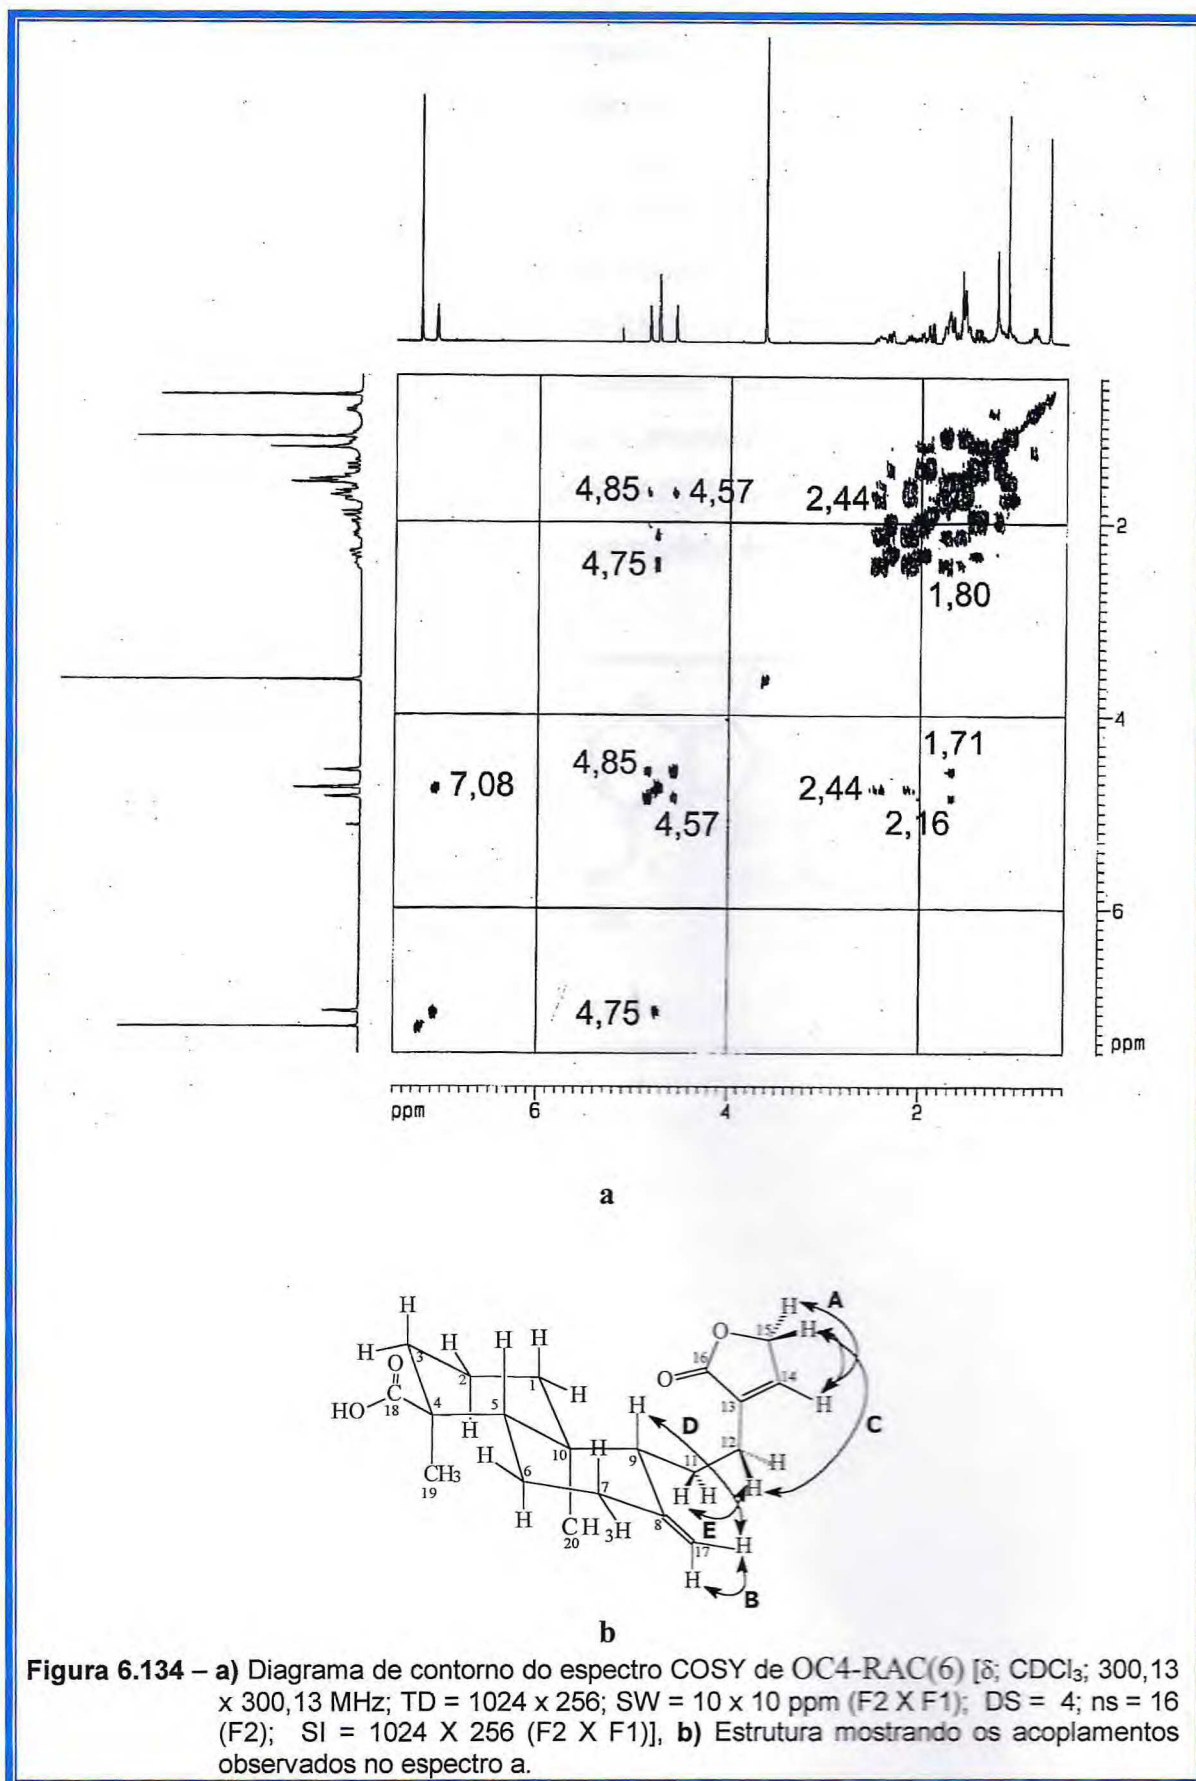 4,85
4,57
2,44
2
4,75
1,80
4
1,71
4,85
7,08
2,44
4,57
2,16
6
4,75
ppm
ppm 6 4 2
a
H
H
H
H
H
A
H
H
3
2
1
O
15
H
O
16
14
O
H
HO
18
4
5
13
H
H
D
C
12
H
10
9
11
H
CH3
19
6
H
7
H
H
H
E
H
H
CH3
20
8
17
H
H
B
b
Figura 6.134 – a) Diagrama de contorno do espectro COSY de OC4-RAC(6) [δ; CDCl₃; 300,13
x 300,13 MHz; TD = 1024 x 256; SW = 10 x 10 ppm (F2 X F1); DS = 4; ns = 16
(F2); SI = 1024 X 256 (F2 X F1)], b) Estrutura mostrando os acoplamentos
observados no espectro a.